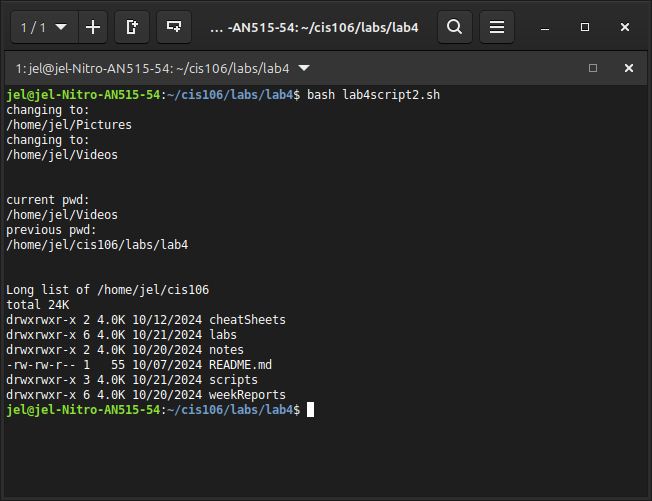 1 / 1
... -AN515-54: ~/cis106/labs/lab4
1: jel@jel-Nitro-AN515-54: ~/cis106/labs/lab4
jel@jel-Nitro-AN515-54:~/cis106/labs/lab4$ bash lab4script2.sh
changing to:
/home/jel/Pictures
changing to:
/home/jel/Videos
current pwd:
/home/jel/Videos
previous pwd:
/home/jel/cis106/labs/lab4
Long list of /home/jel/cis106
total 24K
drwxrwxr-x 2 4.0K 10/12/2024 cheatSheets
drwxrwxr-x 6 4.0K 10/21/2024 labs
drwxrwxr-x 2 4.0K 10/20/2024 notes
-rw-rw-r-- 1   55 10/07/2024 README.md
drwxrwxr-x 3 4.0K 10/21/2024 scripts
drwxrwxr-x 6 4.0K 10/20/2024 weekReports
jel@jel-Nitro-AN515-54:~/cis106/labs/lab4$